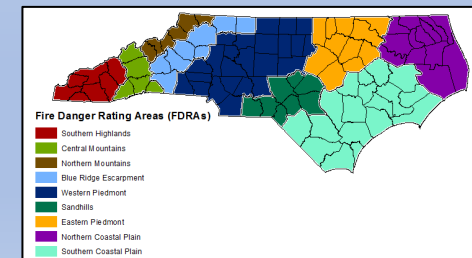 Fire Danger Rating Areas (FDRAs)
Southern Highlands
Central Mountains
Northern Mountains
Blue Ridge Escarpment
Western Piedmont
Sandhills
Eastern Piedmont
Northern Coastal Plain
Southern Coastal Plain